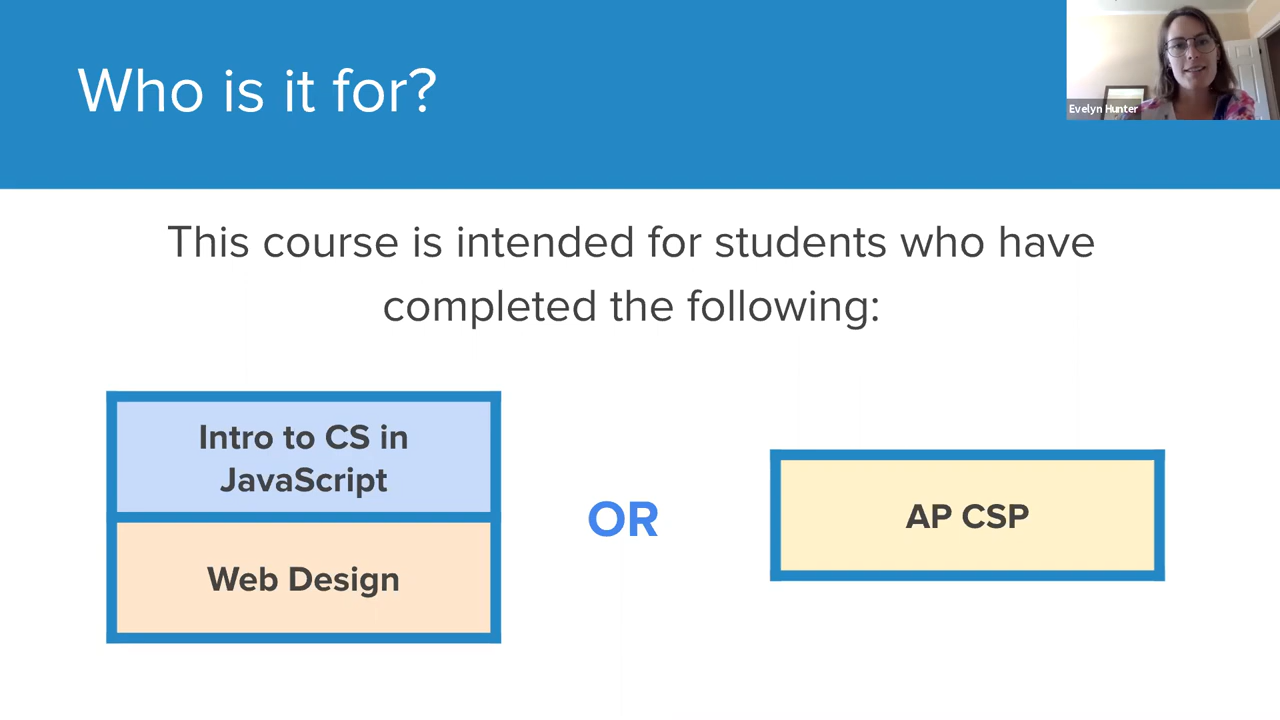 Who is it for?
Evelyn Hunter
This course is intended for students who have
completed the following:
Intro to CS in
JavaScript
Web Design
OR
AP CSP